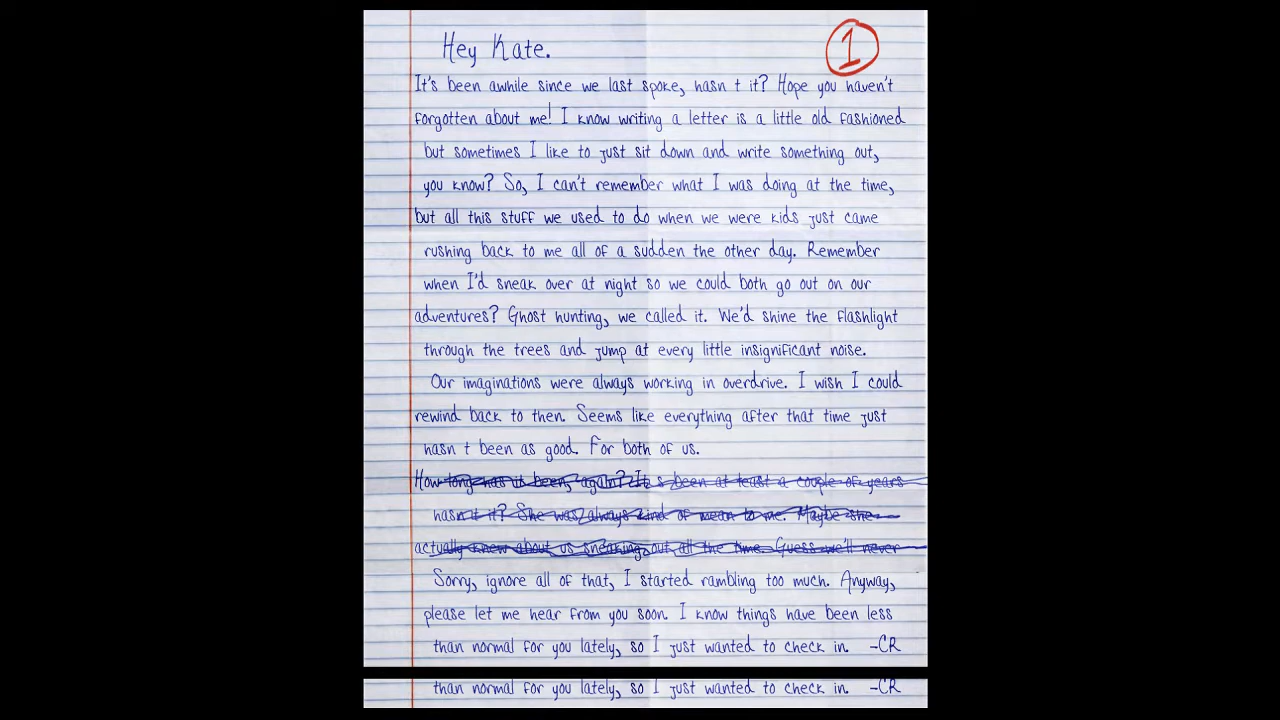 Hey Kate.
1
It's been awhile since we last spoke, hasn t it? Hope you haven't
forgotten about me! I know writing a letter is a little old fashioned
but sometimes I like to just sit down and write something out,
you know? So, I can't remember what I was doing at the time,
but all this stuff we used to do when we were kids just came
rushing back to me all of a sudden the other day. Remember
when I'd sneak over at night so we could both go out on our
adventures? Ghost hunting, we called it. We'd shine the flashlight
through the trees and jump at every little insignificant noise.
Our imaginations were always working in overdrive. I wish I could
rewind back to then. Seems like everything after that time just
hasn t been as good. For both of us.
How long has it been, again? It s been at least a couple of years
hasn t it? She was always kind of mean to me. Maybe she
actually knew about us sneaking out all the time. Guess we'll never
Sorry, ignore all of that, I started rambling too much. Anyway,
please let me hear from you soon. I know things have been less
than normal for you lately, so I just wanted to check in. -CR
than normal for you lately, so I just wanted to check in. -CR